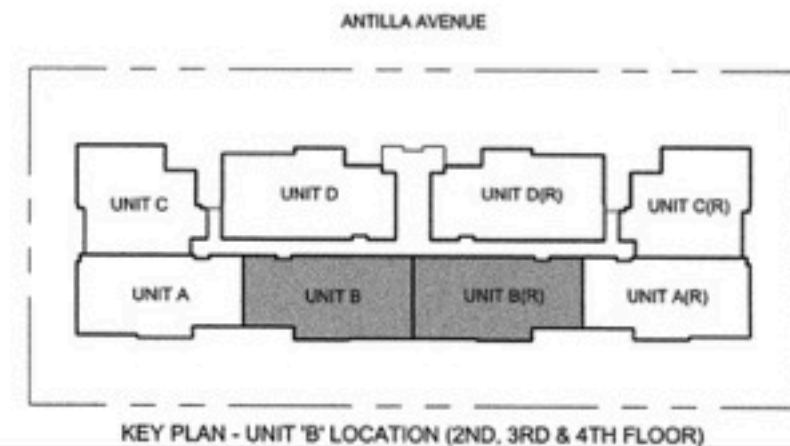 ANTILLA AVENUE
UNIT C
UNIT D
UNIT D(R)
UNIT C(R)
UNIT A
UNIT B
UNIT B(R)
UNIT A(R)
KEY PLAN - UNIT 'B' LOCATION (2ND, 3RD & 4TH FLOOR)